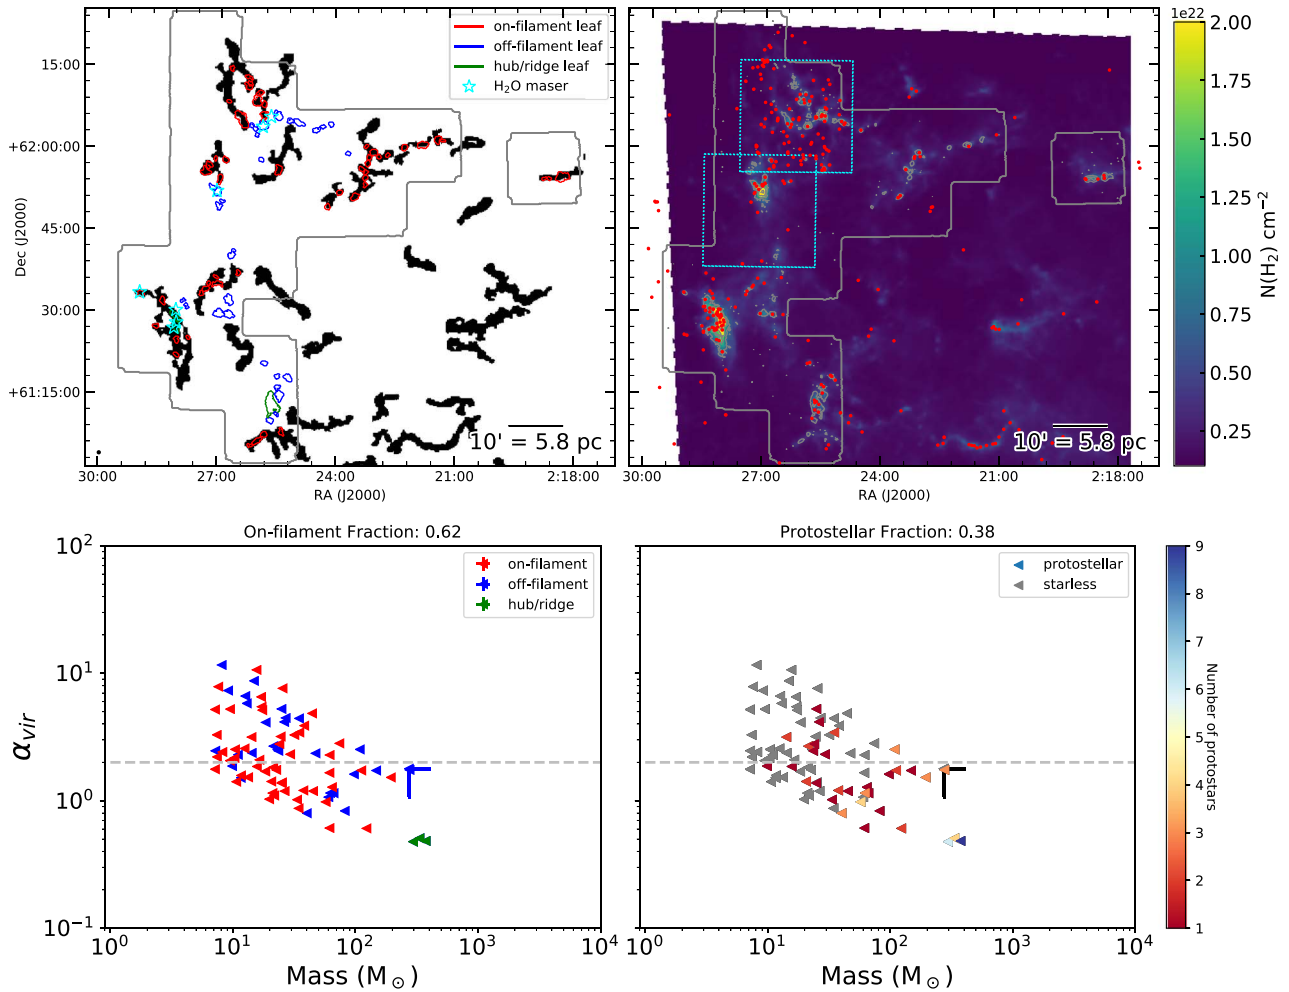 on-filament leaf
off-filament leaf
hub/ridge leaf
H₂O maser
15:00
+62:00:00
45:00
30:00
+61:15:00
Dec (J2000)
10' = 5.8 pc
30:00
27:00
24:00
21:00
2:18:00
RA (J2000)
10' = 5.8 pc
30:00
27:00
24:00
21:00
2:18:00
RA (J2000)
1e22
2.00
1.75
1.50
1.25
1.00
0.75
0.50
0.25
N(H₂) cm⁻²
On-filament Fraction: 0.62
on-filament
off-filament
hub/ridge
10²
10¹
10⁰
10⁻¹
α_vir
10⁰
10¹
10²
10³
10⁴
Mass (M⊙)
Protostellar Fraction: 0.38
protostellar
starless
10⁰
10¹
10²
10³
10⁴
Mass (M⊙)
9
8
7
6
5
4
3
2
1
Number of protostars